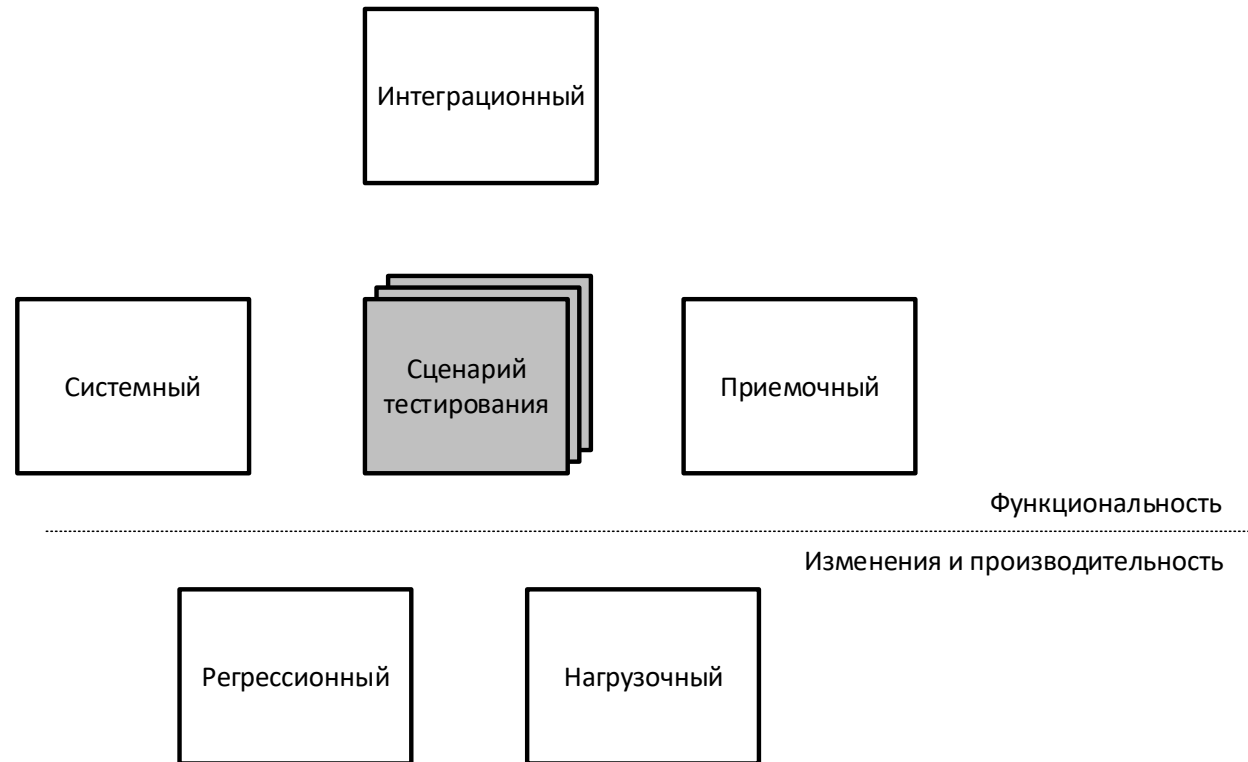 Интеграционный
Системный
Сценарий
тестирования
Приемочный
Функциональность
Изменения и производительность
Регрессионный
Нагрузочный